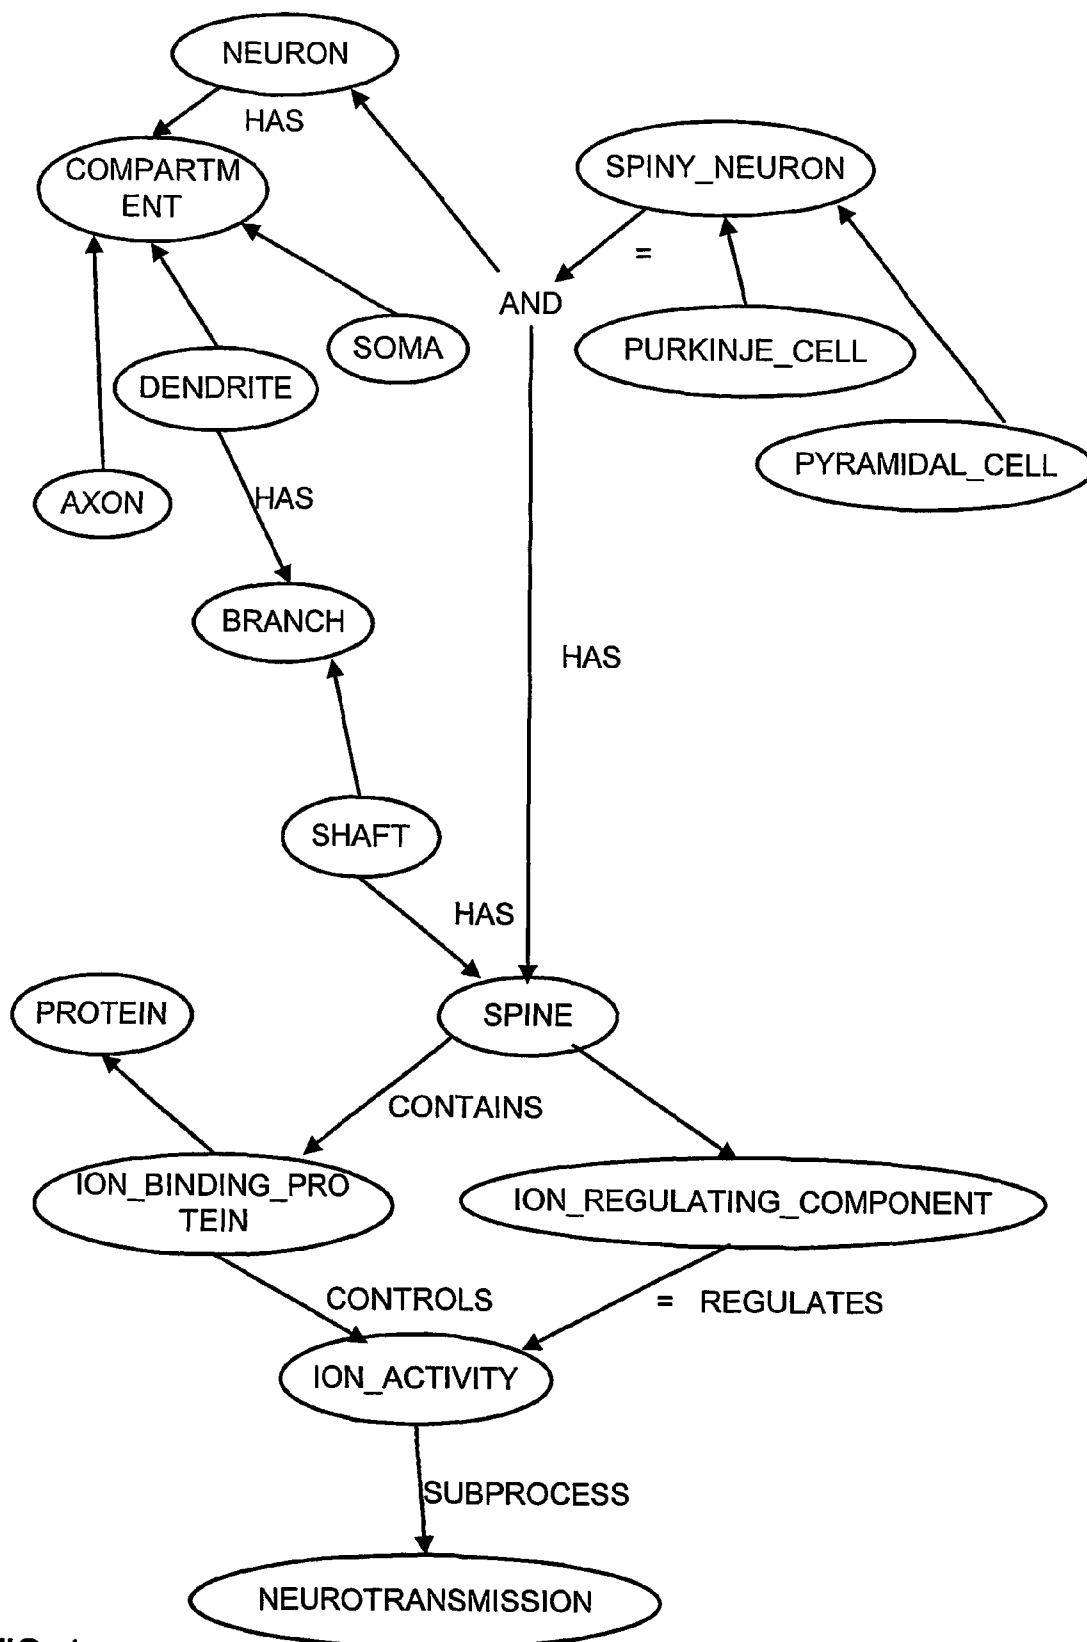 NEURON
HAS
COMPARTM
ENT
SPINY_NEURON
=
AND
SOMA
PURKINJE_CELL
DENDRITE
PYRAMIDAL_CELL
AXON
HAS
BRANCH
HAS
SHAFT
HAS
PROTEIN
SPINE
CONTAINS
ION_BINDING_PRO
TEIN
ION_REGULATING_COMPONENT
CONTROLS
= REGULATES
ION_ACTIVITY
SUBPROCESS
NEUROTRANSMISSION